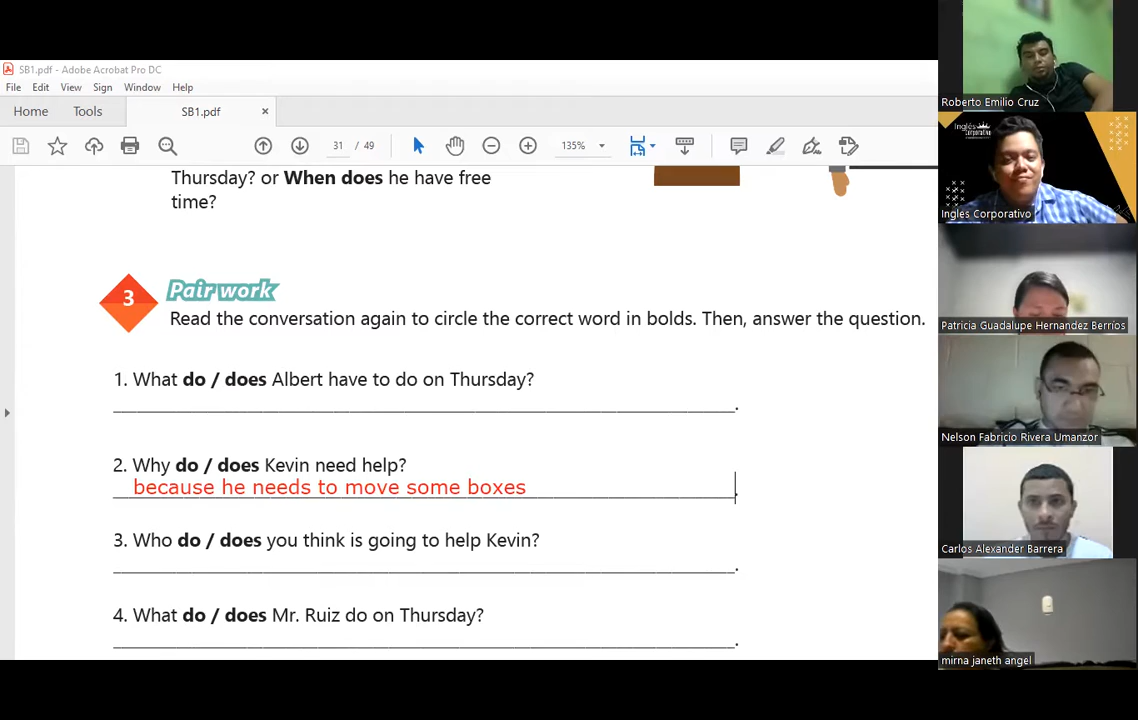 SB1.pdf - Adobe Acrobat Pro DC
File Edit View Sign Window Help
Home Tools SB1.pdf ×
31 / 49 135%
Thursday? or When does he have free
time?
3 Pair work
Read the conversation again to circle the correct word in bolds. Then, answer the question.
1. What do / does Albert have to do on Thursday?
2. Why do / does Kevin need help?
because he needs to move some boxes
3. Who do / does you think is going to help Kevin?
4. What do / does Mr. Ruiz do on Thursday?
Roberto Emilio Cruz
Inglés
Corporativo
Ingles Corporativo
Patricia Guadalupe Hernandez Berríos
Nelson Fabricio Rivera Umanzor
Carlos Alexander Barrera
mirna janeth angel